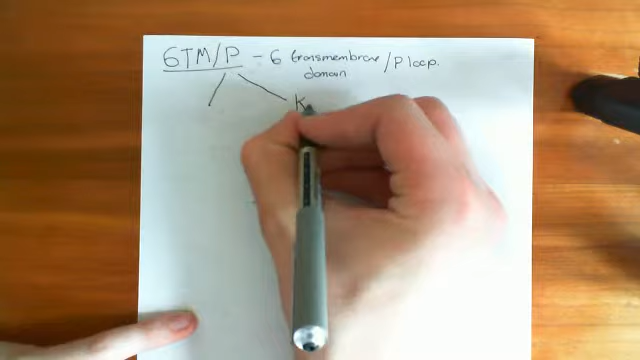 6TM/P – 6 transmembrane / P loop.
domain
K